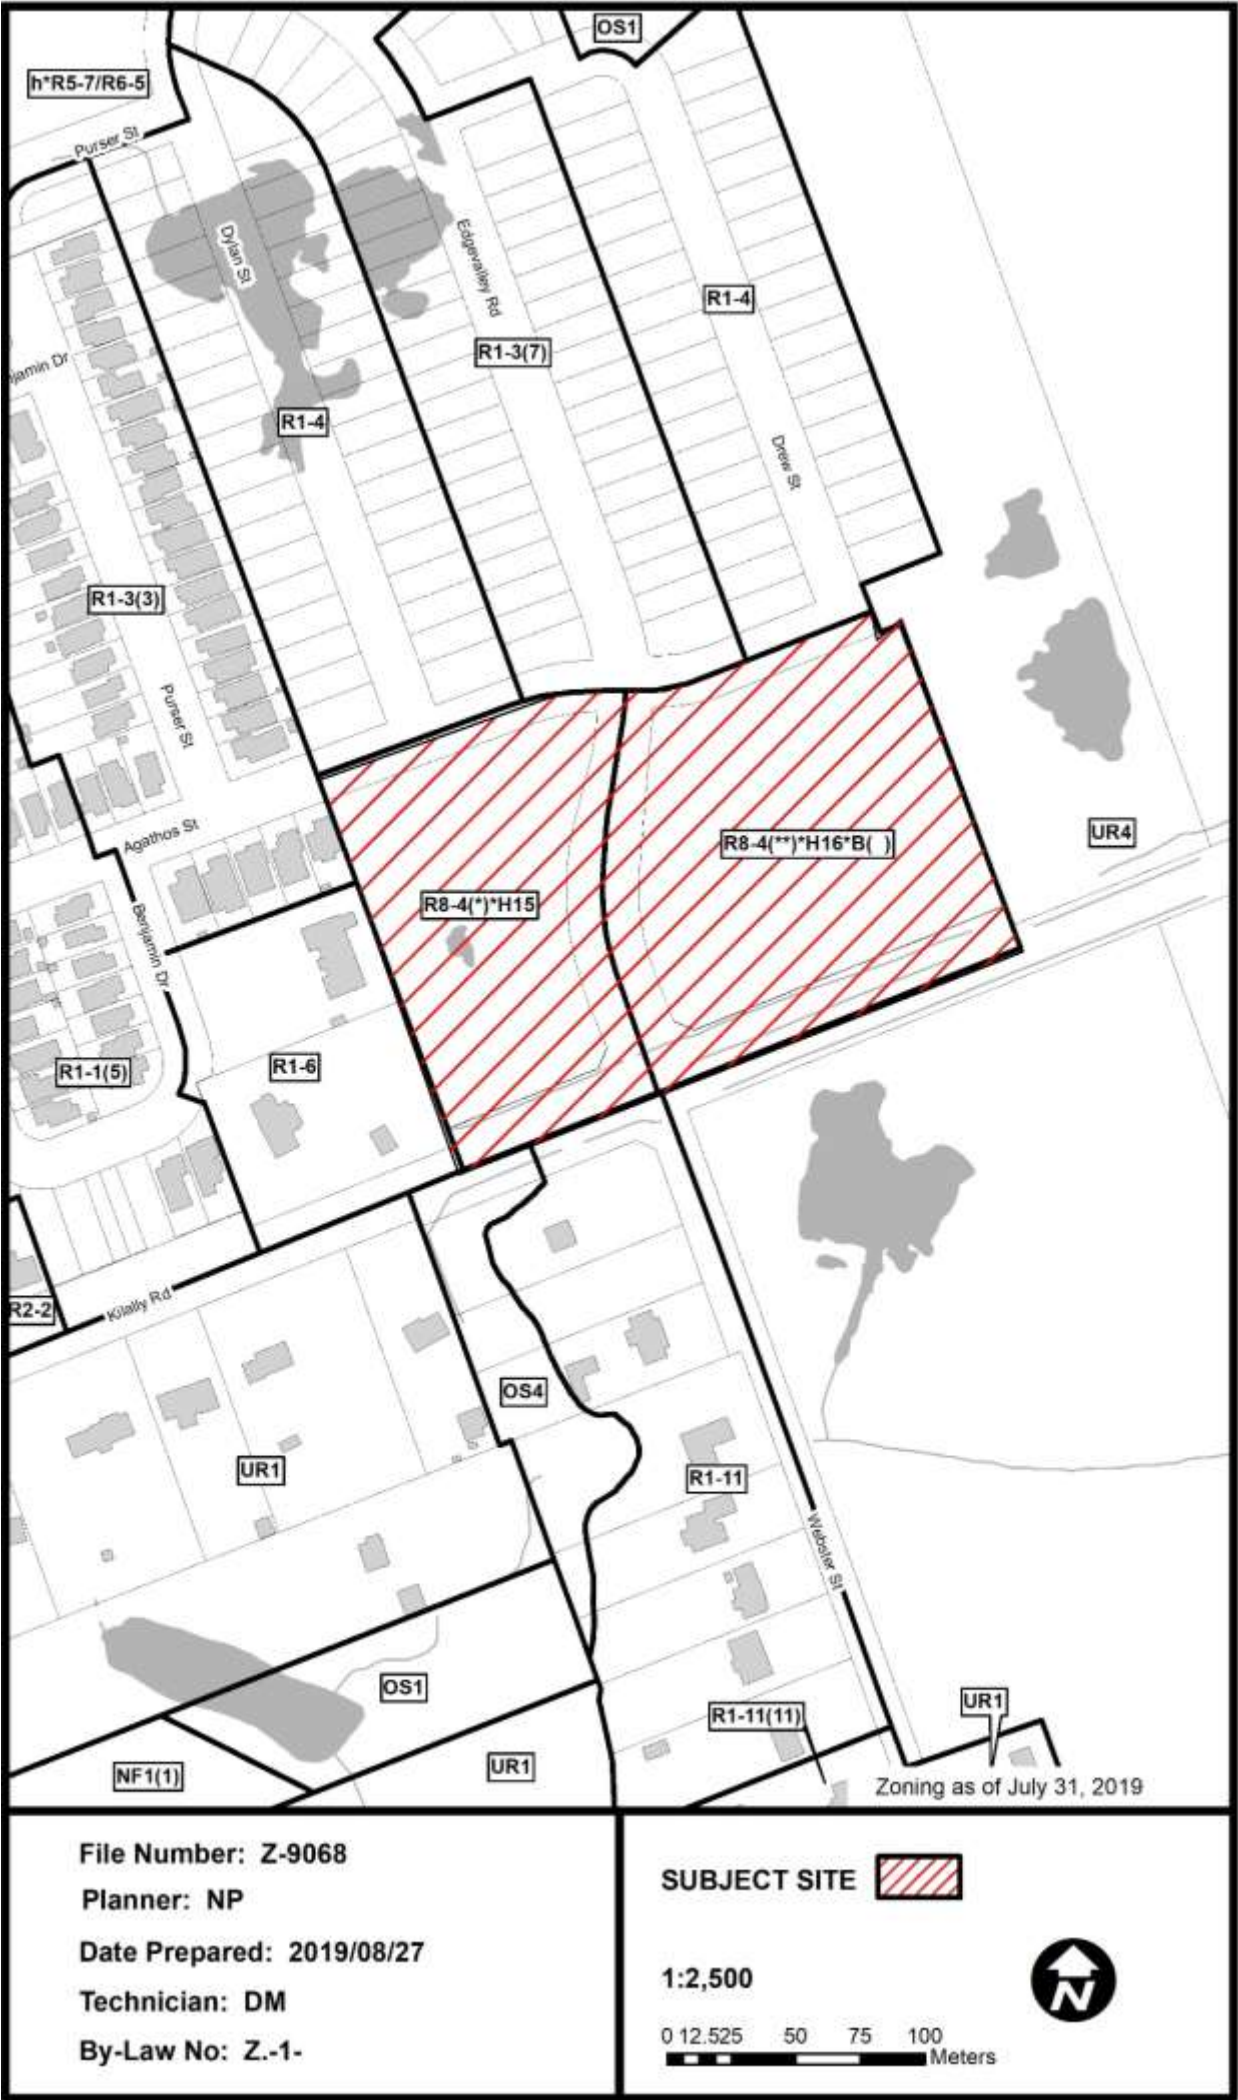 OS1
h*R5-7/R6-5
Purser St
Dylan St
Edgevalley Rd
R1-4
R1-3(7)
jamin Dr
R1-4
Drew St
R1-3(3)
Purser St
Agathos St
UR4
R8-4(**)*H16*B( )
R8-4(*)*H15
Benjamin Dr
R1-6
R1-1(5)
Kilally Rd
R2-2
OS4
UR1
R1-11
Webster St
OS1
R1-11(11)
UR1
UR1
NF1(1)
Zoning as of July 31, 2019
File Number: Z-9068
Planner: NP
Date Prepared: 2019/08/27
Technician: DM
By-Law No: Z.-1-
SUBJECT SITE
1:2,500
N
0 12.525 50 75 100
Meters